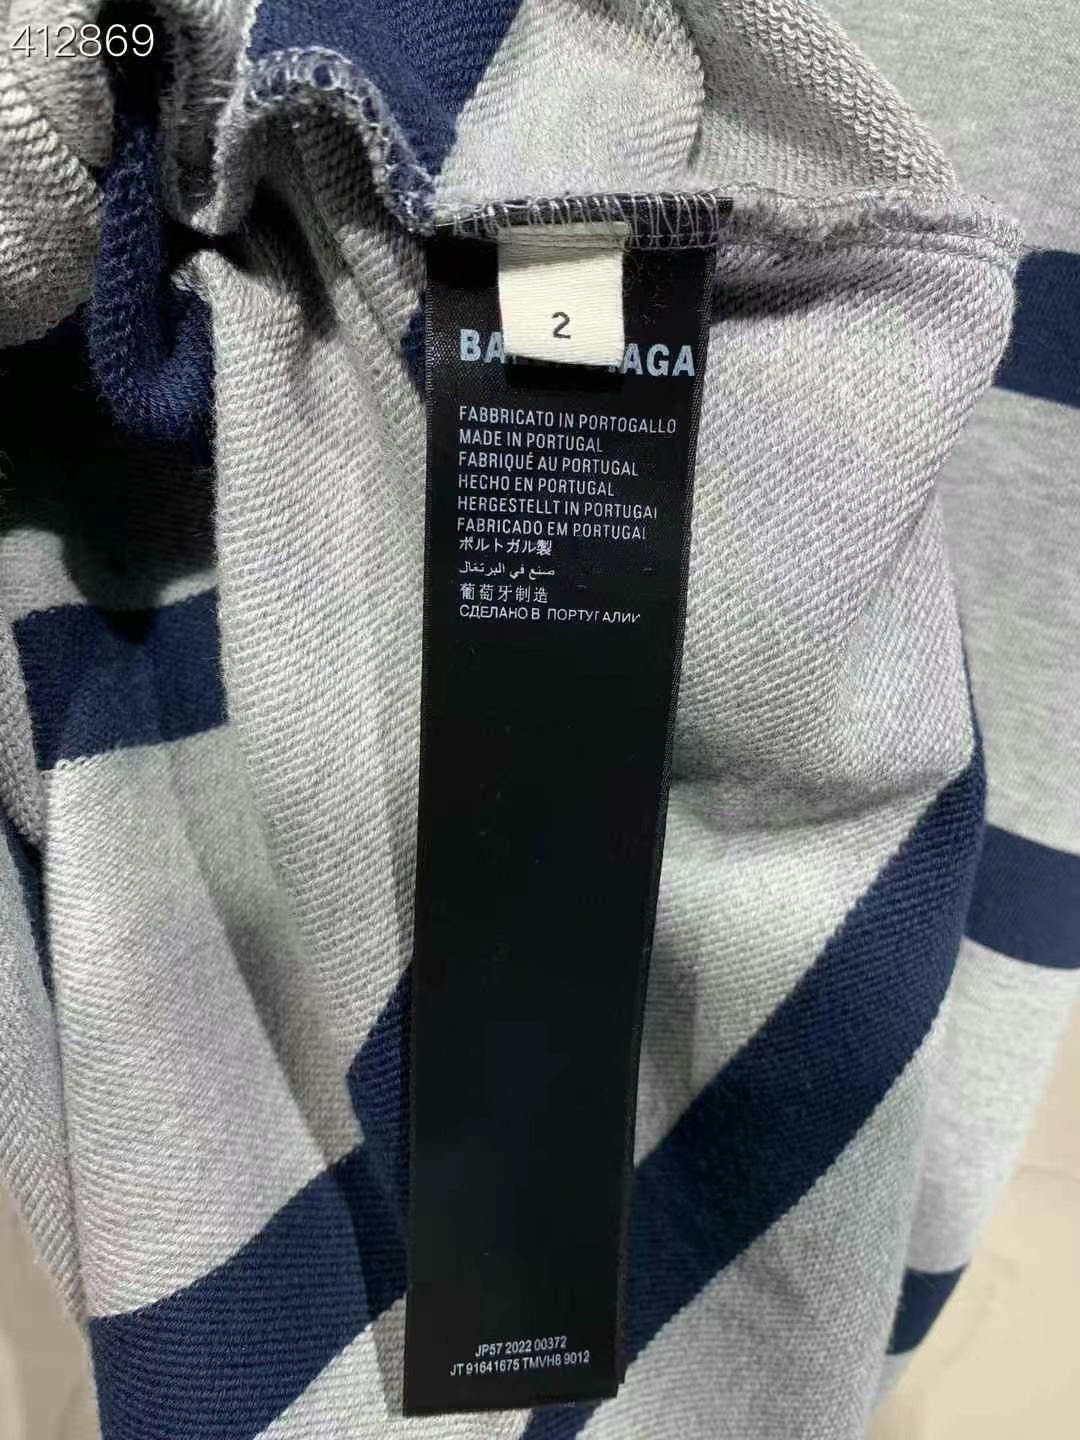 412869
2
FABBRICATO IN PORTOGALLO
MADE IN PORTUGAL
FABRIQUÉ AU PORTUGAL
HECHO EN PORTUGAL
HERGESTELLT IN PORTUGAL
FABRICADO EM PORTUGAL
ポルトガル製
صنع في البرتغال
葡萄牙制造
СДЕЛАНО В ПОРТУГАЛИИ
JP57 2022 00372
JT 91641675 TMVH8 9012